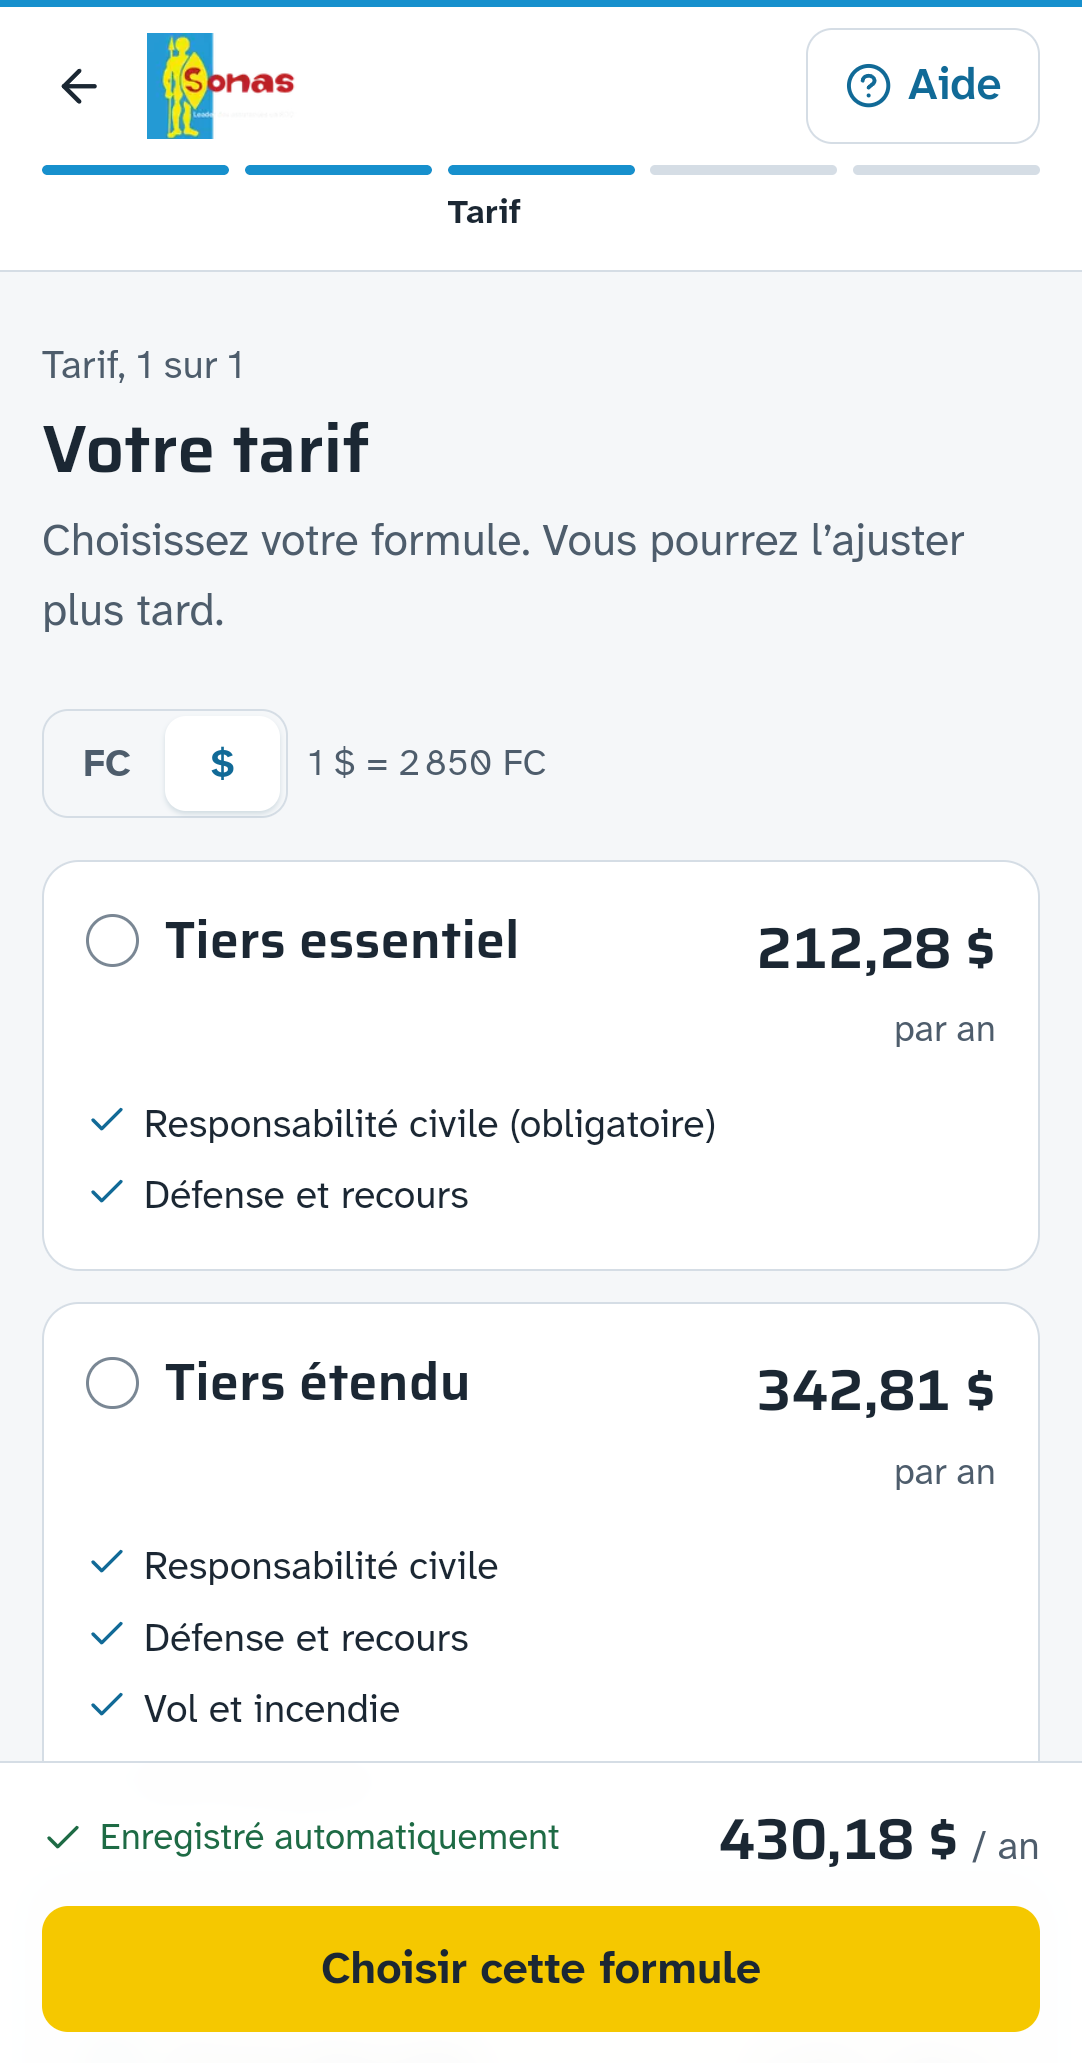 Sonas
Aide
Tarif
Tarif, 1 sur 1
Votre tarif
Choisissez votre formule. Vous pourrez l’ajuster
plus tard.
FC $ 1 $ = 2 850 FC
Tiers essentiel 212,28 $
par an
Responsabilité civile (obligatoire)
Défense et recours
Tiers étendu 342,81 $
par an
Responsabilité civile
Défense et recours
Vol et incendie
Enregistré automatiquement 430,18 $ / an
Choisir cette formule